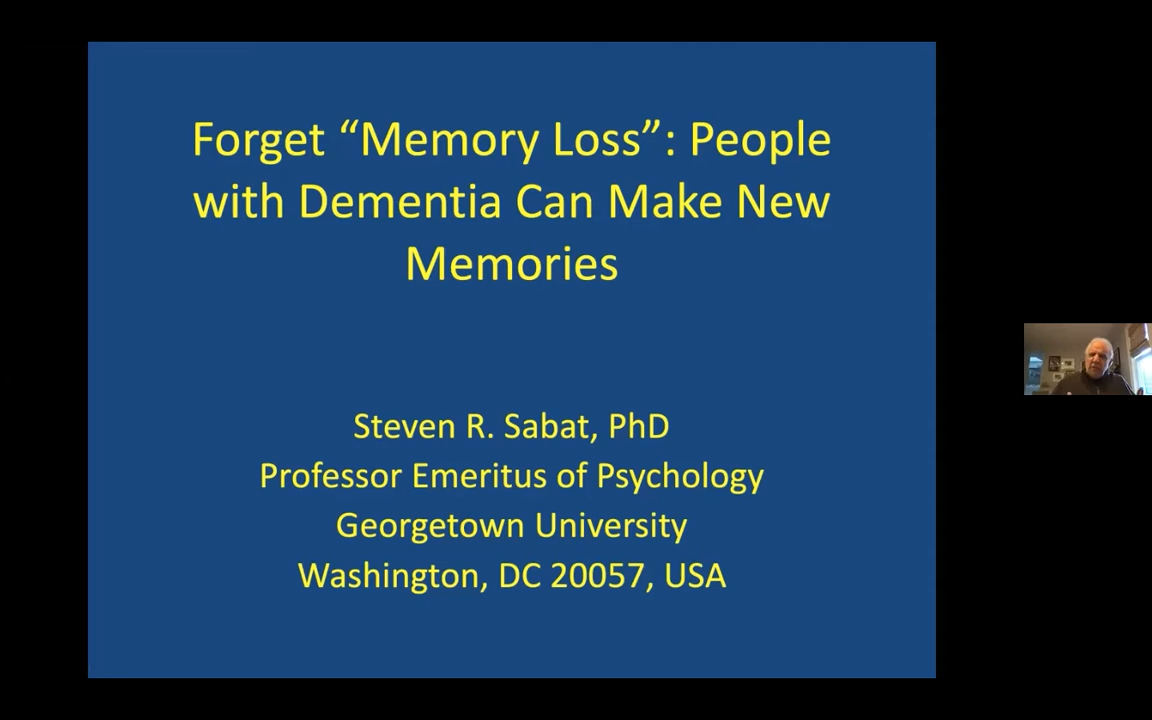 Forget “Memory Loss”: People
with Dementia Can Make New
Memories
Steven R. Sabat, PhD
Professor Emeritus of Psychology
Georgetown University
Washington, DC 20057, USA